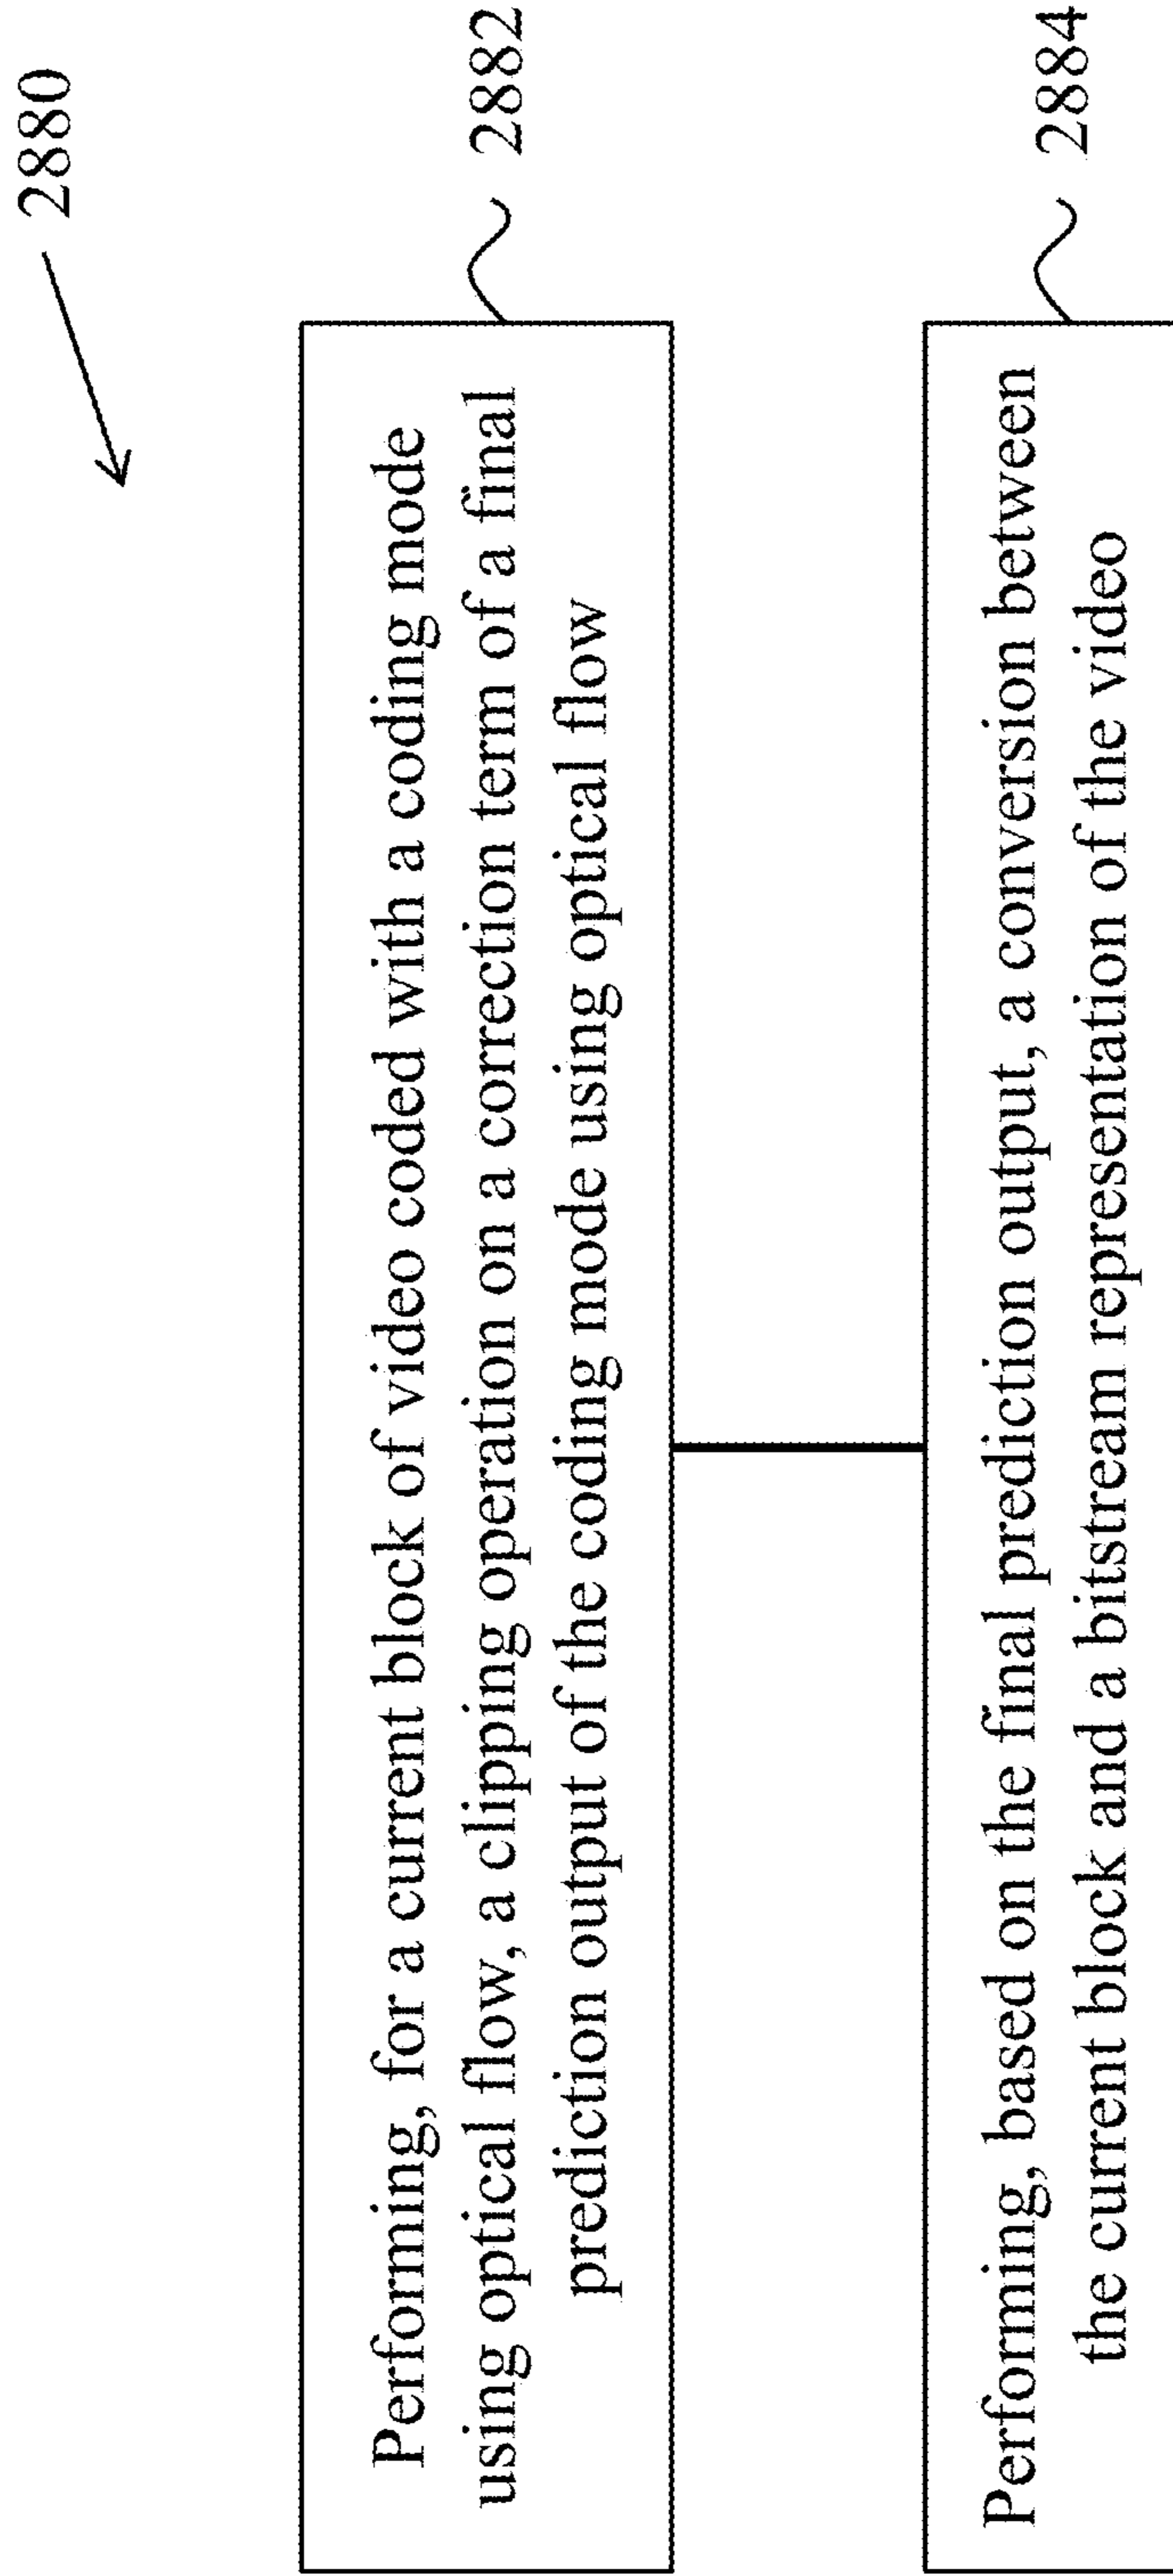 2880
Performing, for a current block of video coded with a coding mode
using optical flow, a clipping operation on a correction term of a final
prediction output of the coding mode using optical flow
2882
Performing, based on the final prediction output, a conversion between
the current block and a bitstream representation of the video
2884